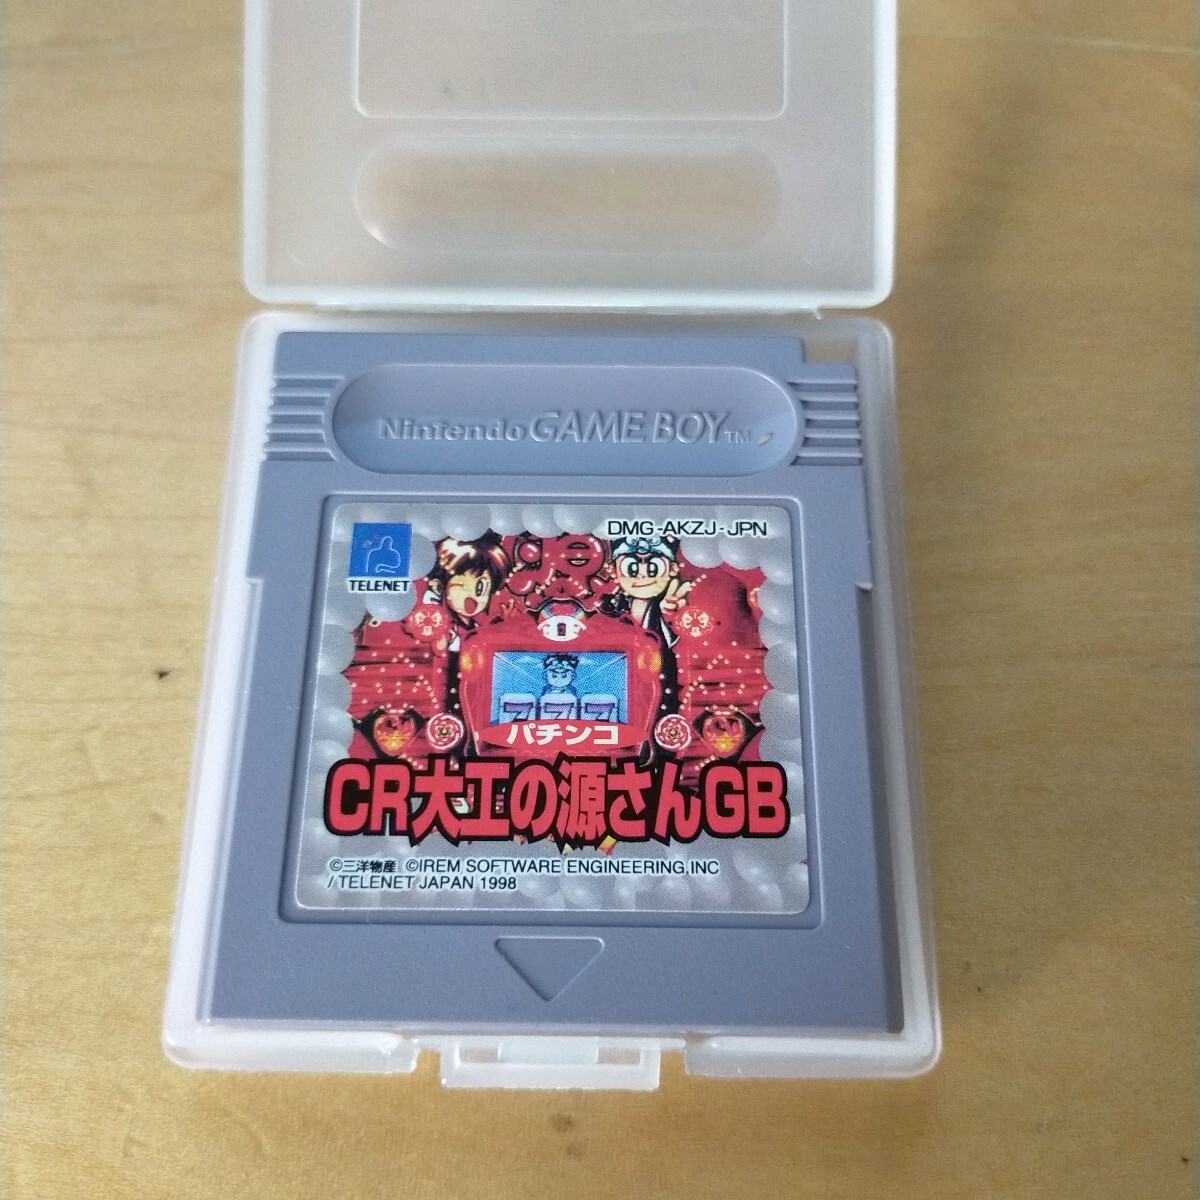 Nintendo GAME BOY TM
DMG-AKZJ-JPN
TELENET
777
パチンコ
CR大工の源さんGB
©三洋物産 ©IREM SOFTWARE ENGINEERING,INC
/ TELENET JAPAN 1998